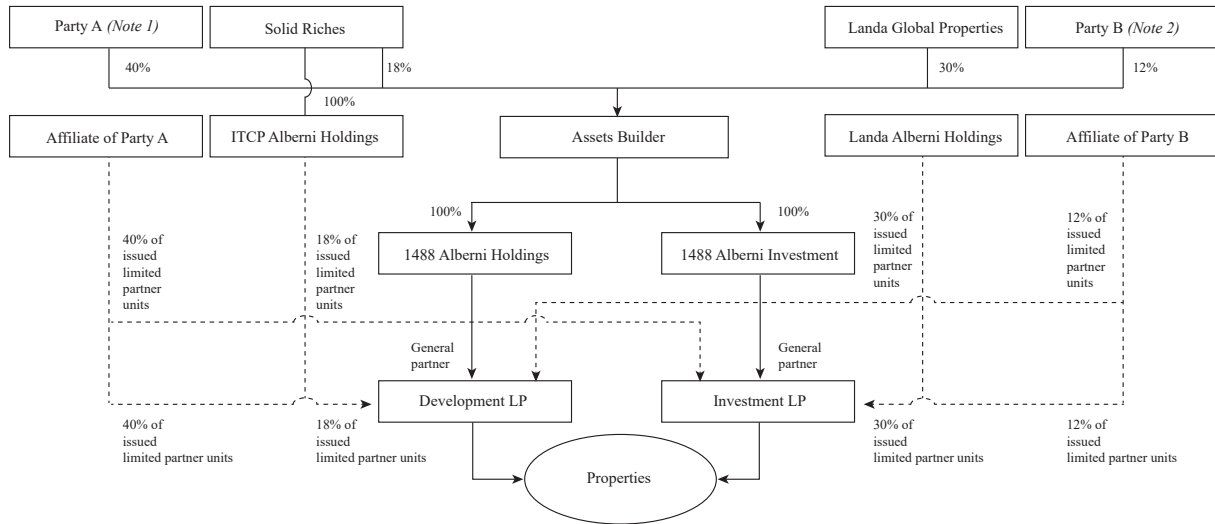 Party A (Note 1)
Solid Riches
Landa Global Properties
Party B (Note 2)
40%
18%
30%
12%
100%
Affiliate of Party A
ITCP Alberni Holdings
Assets Builder
Landa Alberni Holdings
Affiliate of Party B
100%
100%
40% of
issued
limited
partner
units
18% of
issued
limited
partner
units
1488 Alberni Holdings
1488 Alberni Investment
30% of
issued
limited
partner
units
12% of
issued
limited
partner
units
General
partner
General
partner
Development LP
Investment LP
40% of
issued
limited partner units
18% of
issued
limited partner units
30% of
issued
limited partner units
12% of
issued
limited partner units
Properties